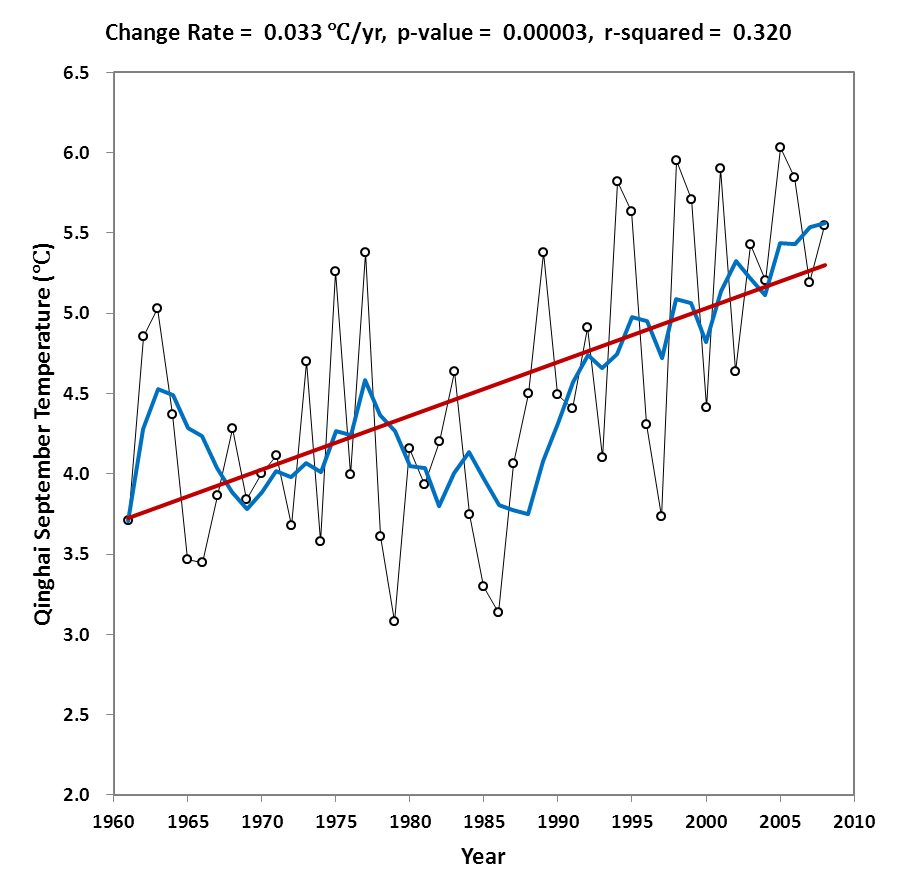 Change Rate = 0.033 ℃/yr, p-value = 0.00003, r-squared = 0.320
Qinghai September Temperature (℃)
6.5
6.0
5.5
5.0
4.5
4.0
3.5
3.0
2.5
2.0
1960 1965 1970 1975 1980 1985 1990 1995 2000 2005 2010
Year